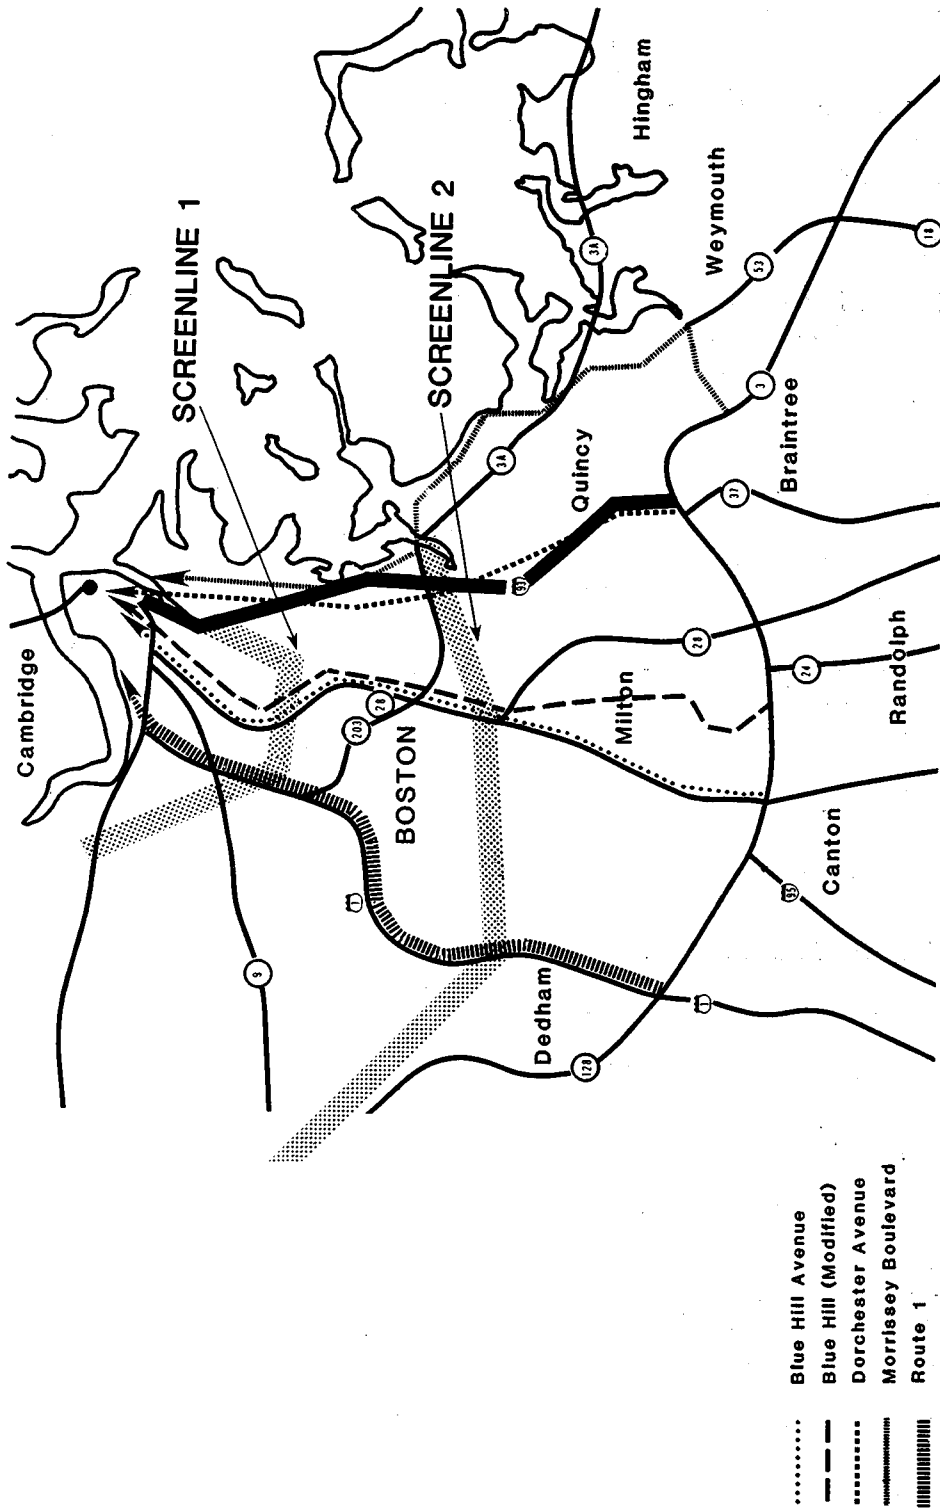 Cambridge
SCREENLINE 1
SCREENLINE 2
Hingham
3A
Weymouth
53
18
3A
3
Quincy
Braintree
37
93
28
24
Randolph
Milton
28
203
BOSTON
1
9
Canton
95
Dedham
1
128
Blue Hill Avenue
Blue Hill (Modified)
Dorchester Avenue
Morrissey Boulevard
Route 1